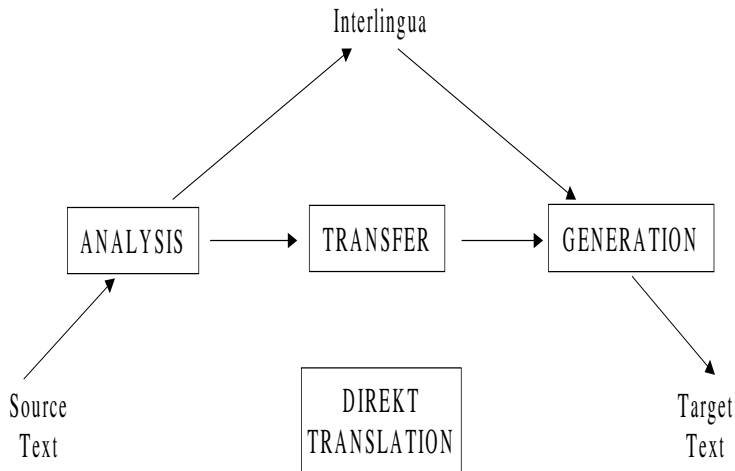 Interlingua
ANALYSIS
TRANSFER
GENERATION
Source
Text
DIREKT
TRANSLATION
Target
Text